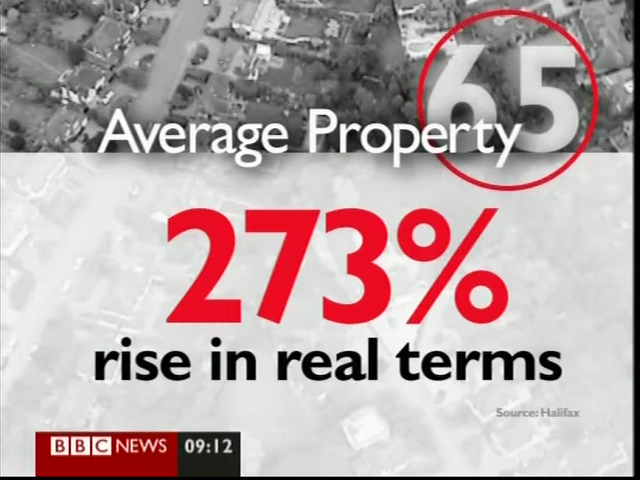 65
Average Property
273%
rise in real terms
Source: Halifax
BBC NEWS 09:12